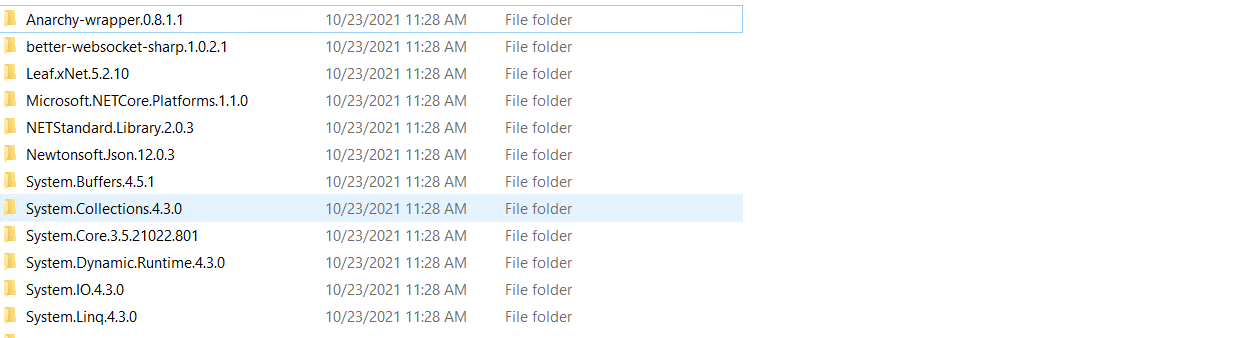 Anarchy-wrapper.0.8.1.1 10/23/2021 11:28 AM File folder
better-websocket-sharp.1.0.2.1 10/23/2021 11:28 AM File folder
Leaf.xNet.5.2.10 10/23/2021 11:28 AM File folder
Microsoft.NETCore.Platforms.1.1.0 10/23/2021 11:28 AM File folder
NETStandard.Library.2.0.3 10/23/2021 11:28 AM File folder
Newtonsoft.Json.12.0.3 10/23/2021 11:28 AM File folder
System.Buffers.4.5.1 10/23/2021 11:28 AM File folder
System.Collections.4.3.0 10/23/2021 11:28 AM File folder
System.Core.3.5.21022.801 10/23/2021 11:28 AM File folder
System.Dynamic.Runtime.4.3.0 10/23/2021 11:28 AM File folder
System.IO.4.3.0 10/23/2021 11:28 AM File folder
System.Linq.4.3.0 10/23/2021 11:28 AM File folder